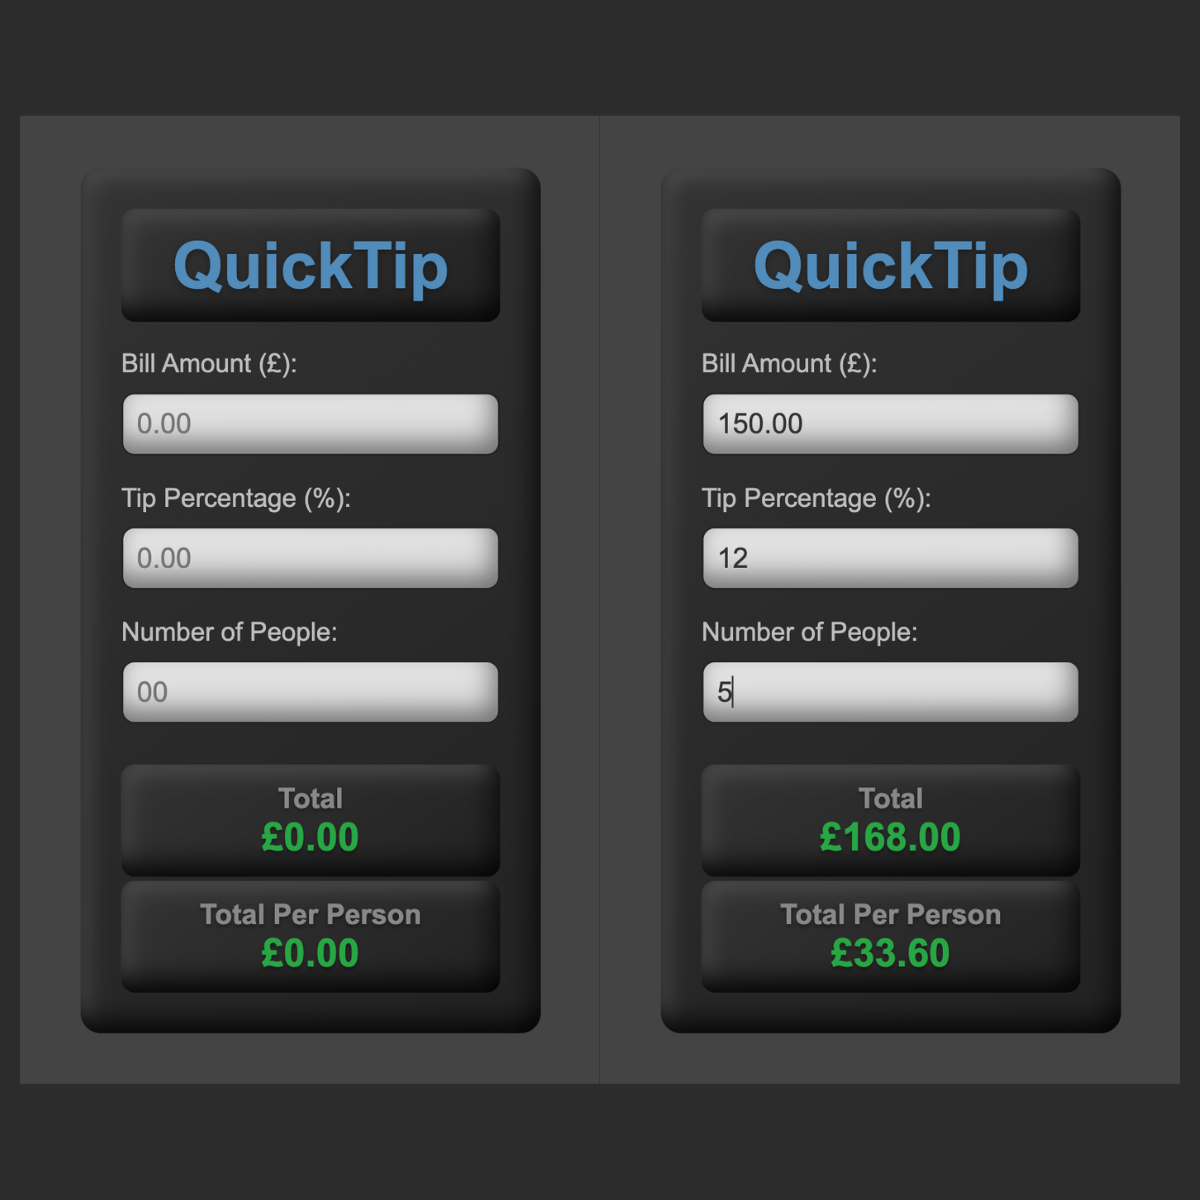 QuickTip
Bill Amount (£):
0.00
Tip Percentage (%):
0.00
Number of People:
00
Total
£0.00
Total Per Person
£0.00
QuickTip
Bill Amount (£):
150.00
Tip Percentage (%):
12
Number of People:
5
Total
£168.00
Total Per Person
£33.60